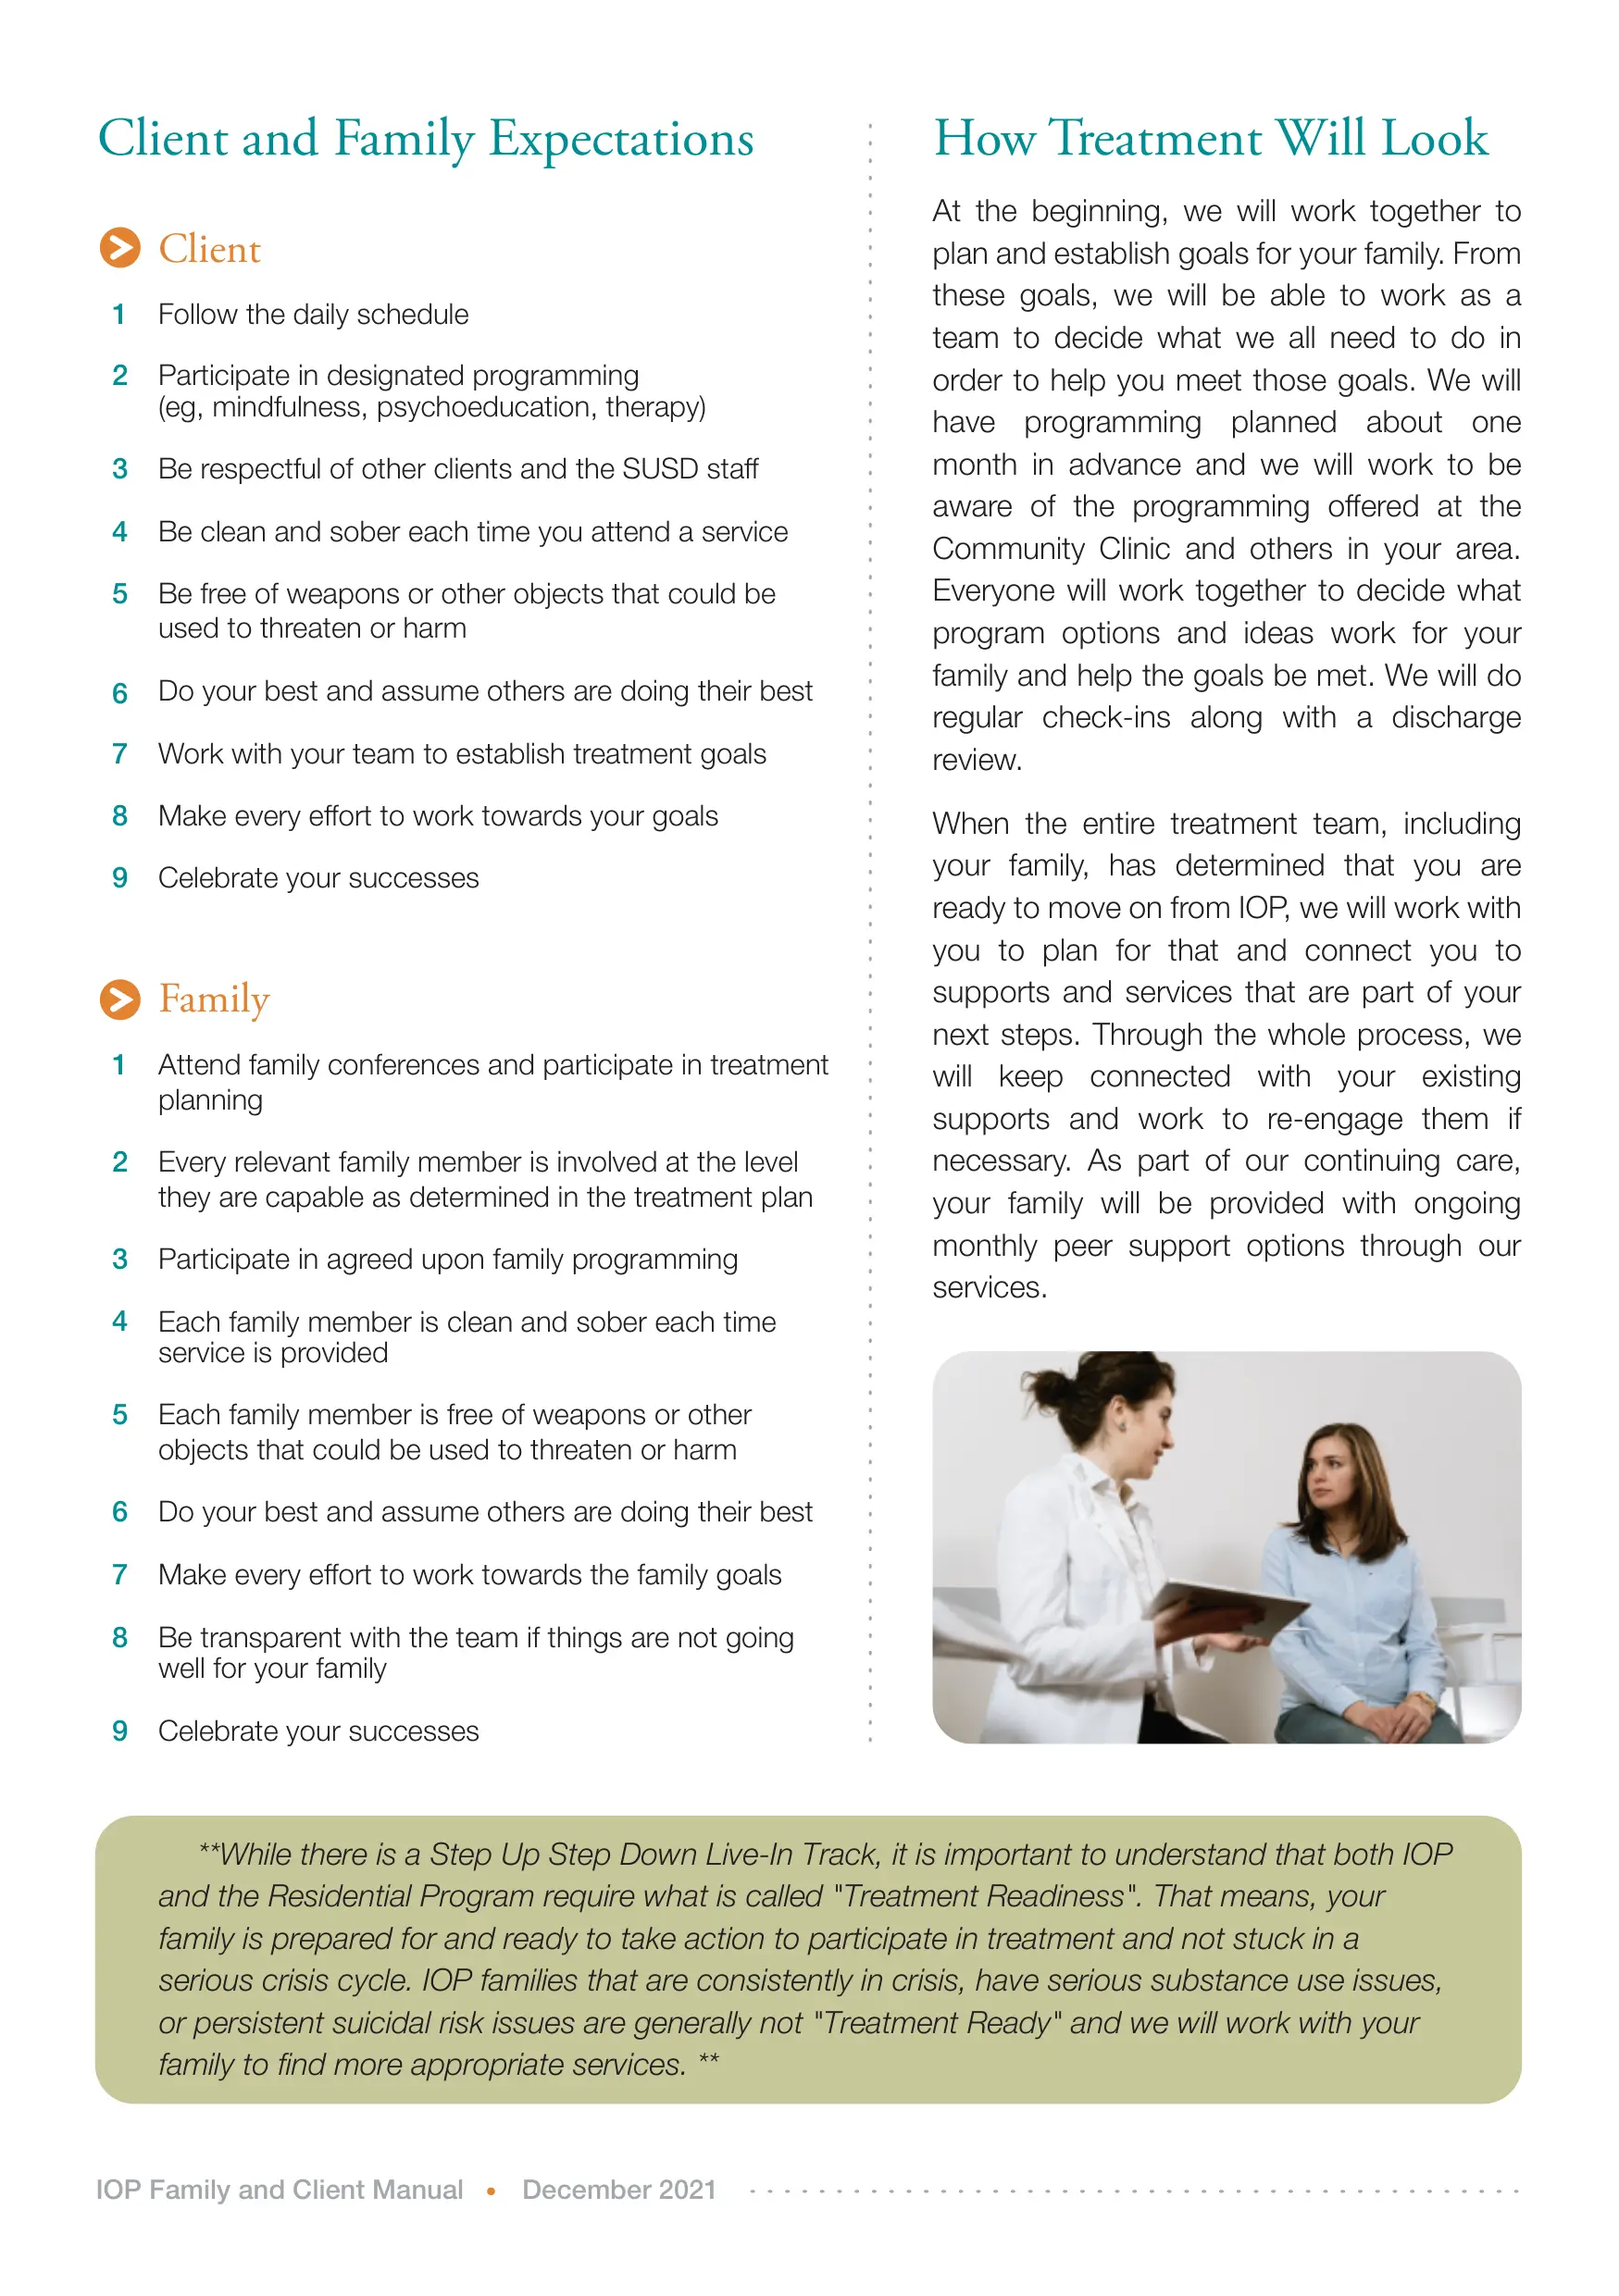 Client and Family Expectations
Client
1 Follow the daily schedule
2 Participate in designated programming
(eg, mindfulness, psychoeducation, therapy)
3 Be respectful of other clients and the SUSD staff
4 Be clean and sober each time you attend a service
5 Be free of weapons or other objects that could be
used to threaten or harm
6 Do your best and assume others are doing their best
7 Work with your team to establish treatment goals
8 Make every effort to work towards your goals
9 Celebrate your successes
Family
1 Attend family conferences and participate in treatment
planning
2 Every relevant family member is involved at the level
they are capable as determined in the treatment plan
3 Participate in agreed upon family programming
4 Each family member is clean and sober each time
service is provided
5 Each family member is free of weapons or other
objects that could be used to threaten or harm
6 Do your best and assume others are doing their best
7 Make every effort to work towards the family goals
8 Be transparent with the team if things are not going
well for your family
9 Celebrate your successes
How Treatment Will Look
At the beginning, we will work together to
plan and establish goals for your family. From
these goals, we will be able to work as a
team to decide what we all need to do in
order to help you meet those goals. We will
have programming planned about one
month in advance and we will work to be
aware of the programming offered at the
Community Clinic and others in your area.
Everyone will work together to decide what
program options and ideas work for your
family and help the goals be met. We will do
regular check-ins along with a discharge
review.
When the entire treatment team, including
your family, has determined that you are
ready to move on from IOP, we will work with
you to plan for that and connect you to
supports and services that are part of your
next steps. Through the whole process, we
will keep connected with your existing
supports and work to re-engage them if
necessary. As part of our continuing care,
your family will be provided with ongoing
monthly peer support options through our
services.
**While there is a Step Up Step Down Live-In Track, it is important to understand that both IOP
and the Residential Program require what is called "Treatment Readiness". That means, your
family is prepared for and ready to take action to participate in treatment and not stuck in a
serious crisis cycle. IOP families that are consistently in crisis, have serious substance use issues,
or persistent suicidal risk issues are generally not "Treatment Ready" and we will work with your
family to find more appropriate services. **
IOP Family and Client Manual • December 2021